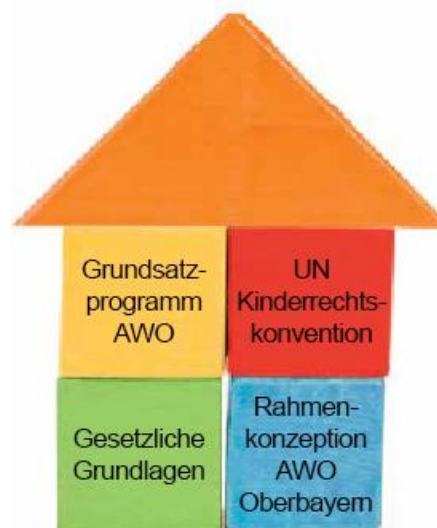 Grundsatz-
programm
AWO
UN
Kinderrechts-
konvention
Gesetzliche
Grundlagen
Rahmen-
konzeption
AWO
Oberbayern